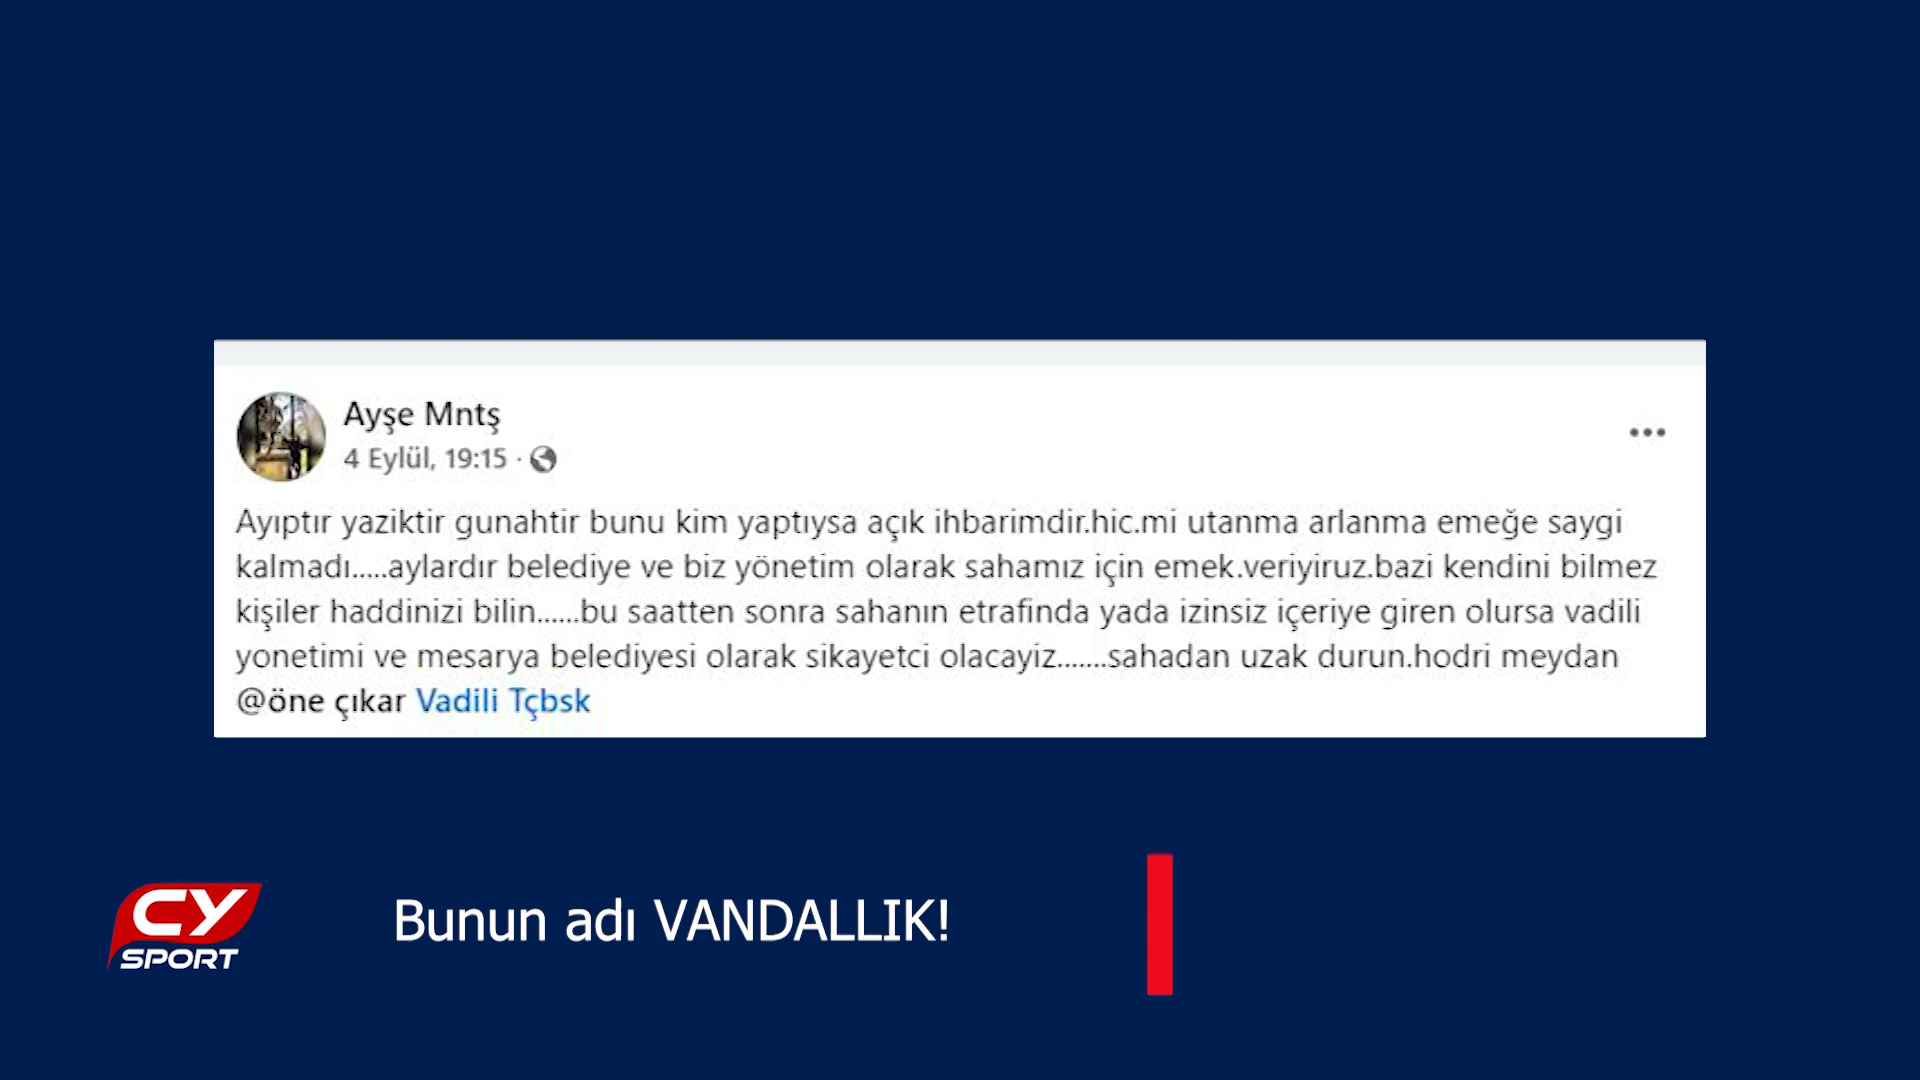 Ayşe Mntş
4 Eylül, 19:15 ·
Ayıptır yaziktir gunahtir bunu kim yaptıysa açık ihbarimdir.hic.mi utanma arlanma emeğe saygi
kalmadı.....aylardır belediye ve biz yönetim olarak sahamız için emek.veriyiruz.bazi kendini bilmez
kişiler haddinizi bilin......bu saatten sonra sahanın etrafinda yada izinsiz içeriye giren olursa vadili
yonetimi ve mesarya belediyesi olarak sikayetci olacayiz.......sahadan uzak durun.hodri meydan
@öne çıkar Vadili Tçbsk
CY
SPORT
Bunun adı VANDALLIK!